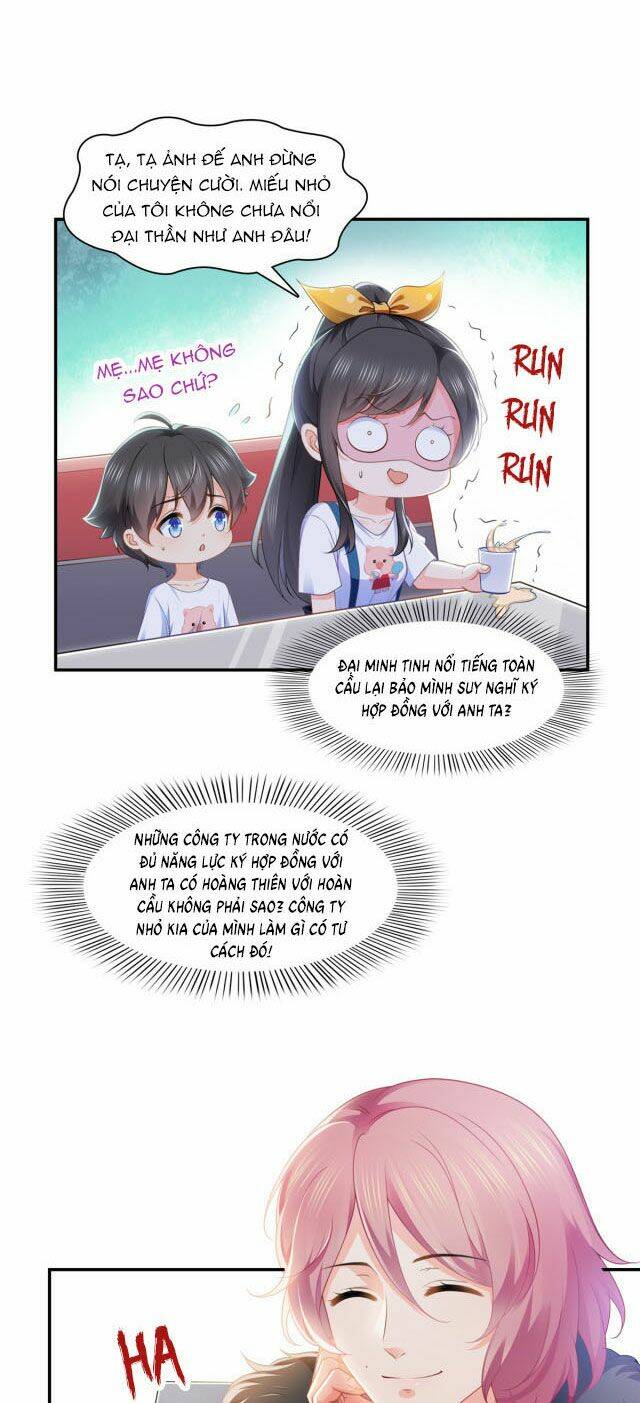 TẠ, TẠ ẢNH ĐẾ ANH ĐỪNG
NÓI CHUYỆN CƯỜI. MIẾU NHỎ
CỦA TÔI KHÔNG CHƯA NỔI
ĐẠI THẦN NHƯ ANH ĐÂU!
MẸ...MẸ KHÔNG
SAO CHỨ?
RUN
RUN
RUN
ĐẠI MINH TINH NỔI TIẾNG TOÀN
CẦU LẠI BẢO MÌNH SUY NGHĨ KÝ
HỢP ĐỒNG VỚI ANH TA?
NHỮNG CÔNG TY TRONG NƯỚC CÓ
ĐỦ NĂNG LỰC KÝ HỢP ĐỒNG VỚI
ANH TA CÓ HOÀNG THIÊN VỚI HOÀN
CẦU KHÔNG PHẢI SAO? CÔNG TY
NHỎ KIA CỦA MÌNH LÀM GÌ CÓ TƯ
CÁCH ĐÓ!
HA